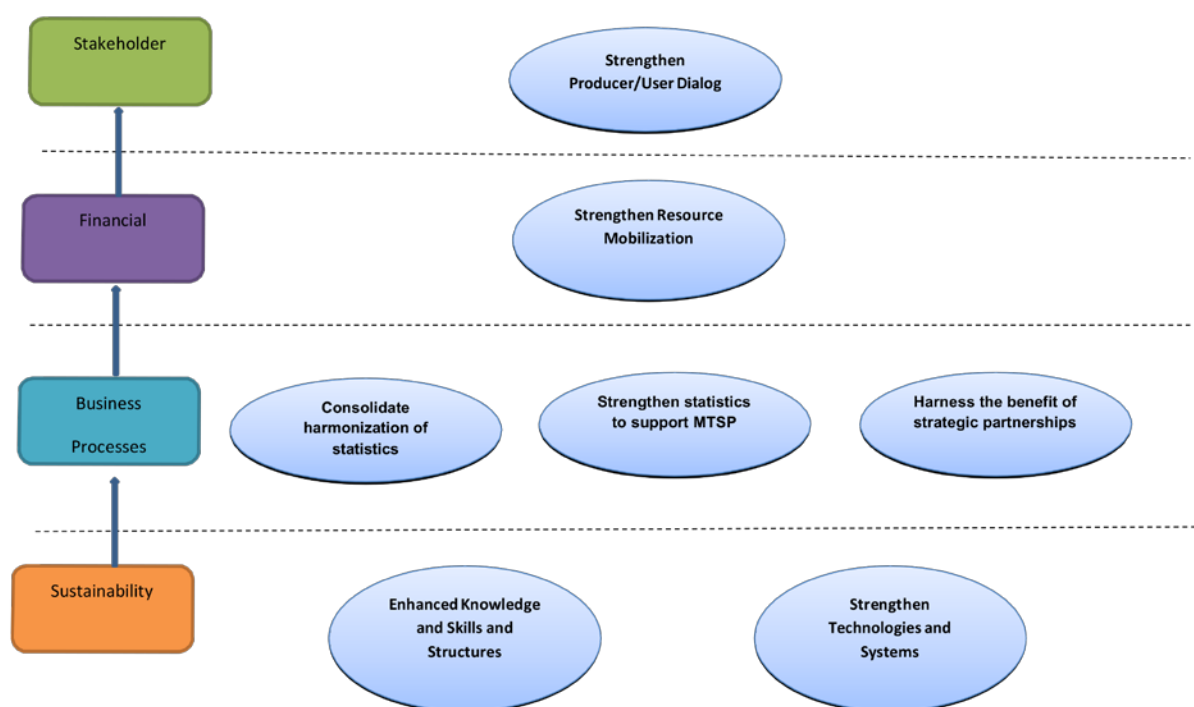 Stakeholder
Strengthen
Producer/User Dialog
Financial
Strengthen Resource
Mobilization
Business
Processes
Consolidate
harmonization of
statistics
Strengthen statistics
to support MTSP
Harness the benefit of
strategic partnerships
Sustainability
Enhanced Knowledge
and Skills and
Structures
Strengthen
Technologies and
Systems